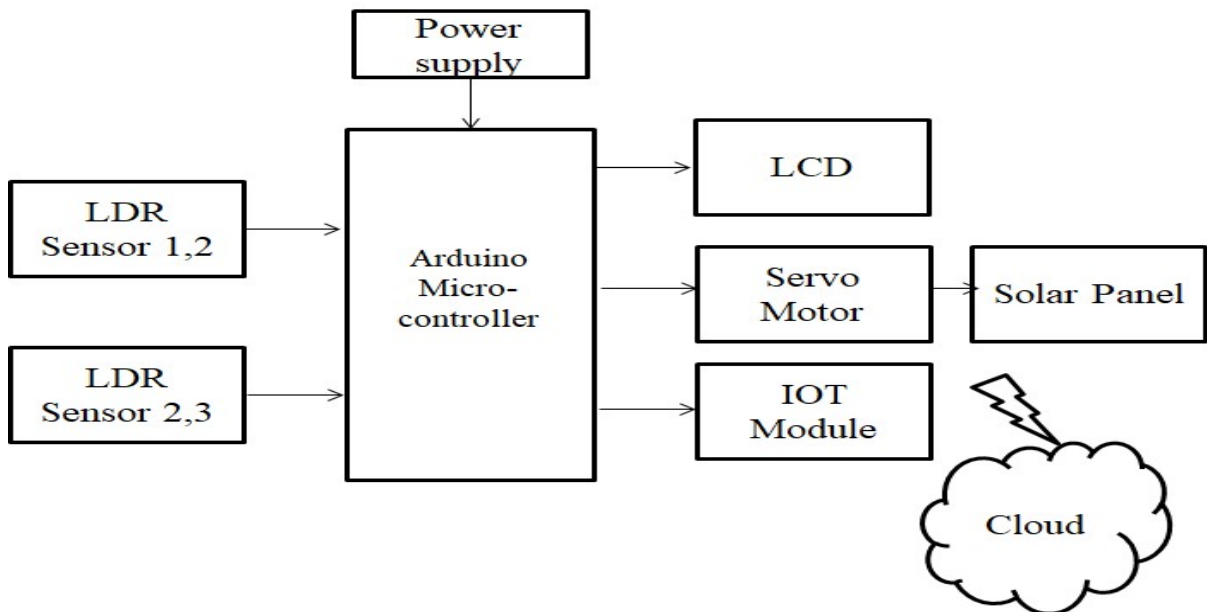 Power
supply
LCD
LDR
Sensor 1,2
Arduino
Micro-
controller
Servo
Motor
Solar Panel
LDR
Sensor 2,3
IOT
Module
Cloud